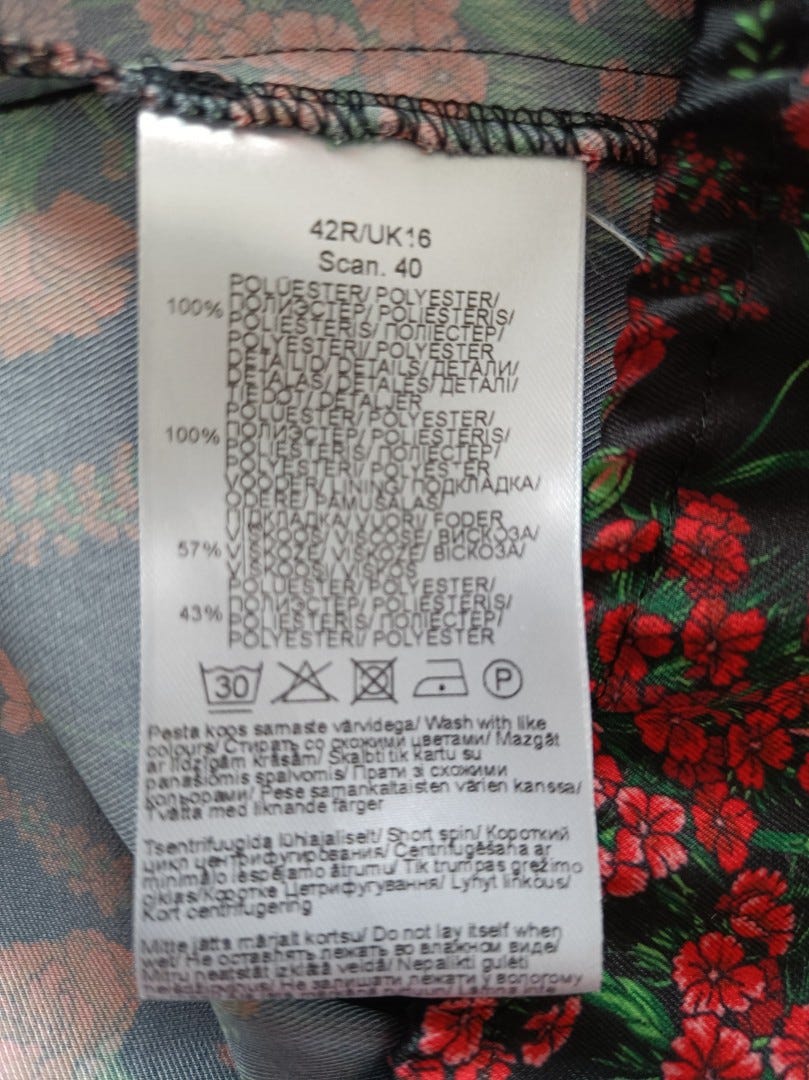 42R/UK16
Scan. 40
100% POLÜESTER/ POLYESTER/
ПОЛИЭСТЕР/ POLIESTERIS/
POLIESTERIS/ ПОЛІЕСТЕР/
POLYESTERI/ POLYESTER
DETAILID/ DETAILS/ ДЕТАЛИ/
DETAĻAS/ DETALĖS/ ДЕТАЛІ/
TIEDOT/ DETALJER
100% POLÜESTER/ POLYESTER/
ПОЛИЭСТЕР/ POLIESTERIS/
POLIESTERIS/ ПОЛІЕСТЕР/
POLYESTERI/ POLYESTER
VOODER/ LINING/ ПОДКЛАДКА/
ODERE/ PAMUŠALAS/
ПІДКЛАДКА/ VUORI/ FODER
57% VISKOOS/ VISCOSE/ ВИСКОЗА/
VISKOZE/ VISKOZĖ/ ВІСКОЗА/
VISKOOSI/ VISKOS
43% POLÜESTER/ POLYESTER/
ПОЛИЭСТЕР/ POLIESTERIS/
POLIESTERIS/ ПОЛІЕСТЕР/
POLYESTERI/ POLYESTER
30 P
Pesta koos samaste värvidega/ Wash with like
colours/ Стирать со схожими цветами/ Mazgāt
ar līdzīgām krāsām/ Skalbti tik kartu su
panašiomis spalvomis/ Прати зі схожими
кольорами/ Pese samankaltaisten värien kanssa/
Tvätta med liknande färger
Tsentrifuugida lühiajaliselt/ Short spin/ Короткий
цикл центрифугирования/ Centrifugēšana ar
minimālo iespējamo ātrumu/ Tik trumpas gręžimo
ciklas/ Коротке Центрифугування/ Lyhyt linkous/
Kort centrifugering
Mitte jätta märjalt kortsu/ Do not lay itself when
wet/ Не оставлять лежать во влажном виде/
Mitru neatstāt izklātā veidā/ Nepalikti gulėti
Не залишати лежати у вологому